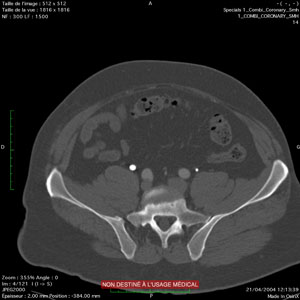 Taille de l'image : 512 x 512
Taille de la vue : 1816 x 1816
NF : 300 LF : 1500
A
- ( -, -)
Specials 1_Combi_Coronary_Smh
1_COMBI_CORONARY_SMH
14
D
G
Zoom : 355% Angle : 0
Im : 4/121 (I -> S)
JPEG2000
Epaisseur : 2,00 mm Position : -384,00 mm
NON DESTINÉ À L'USAGE MÉDICAL
P
21/04/2004 12:13:39
Made In OsiriX